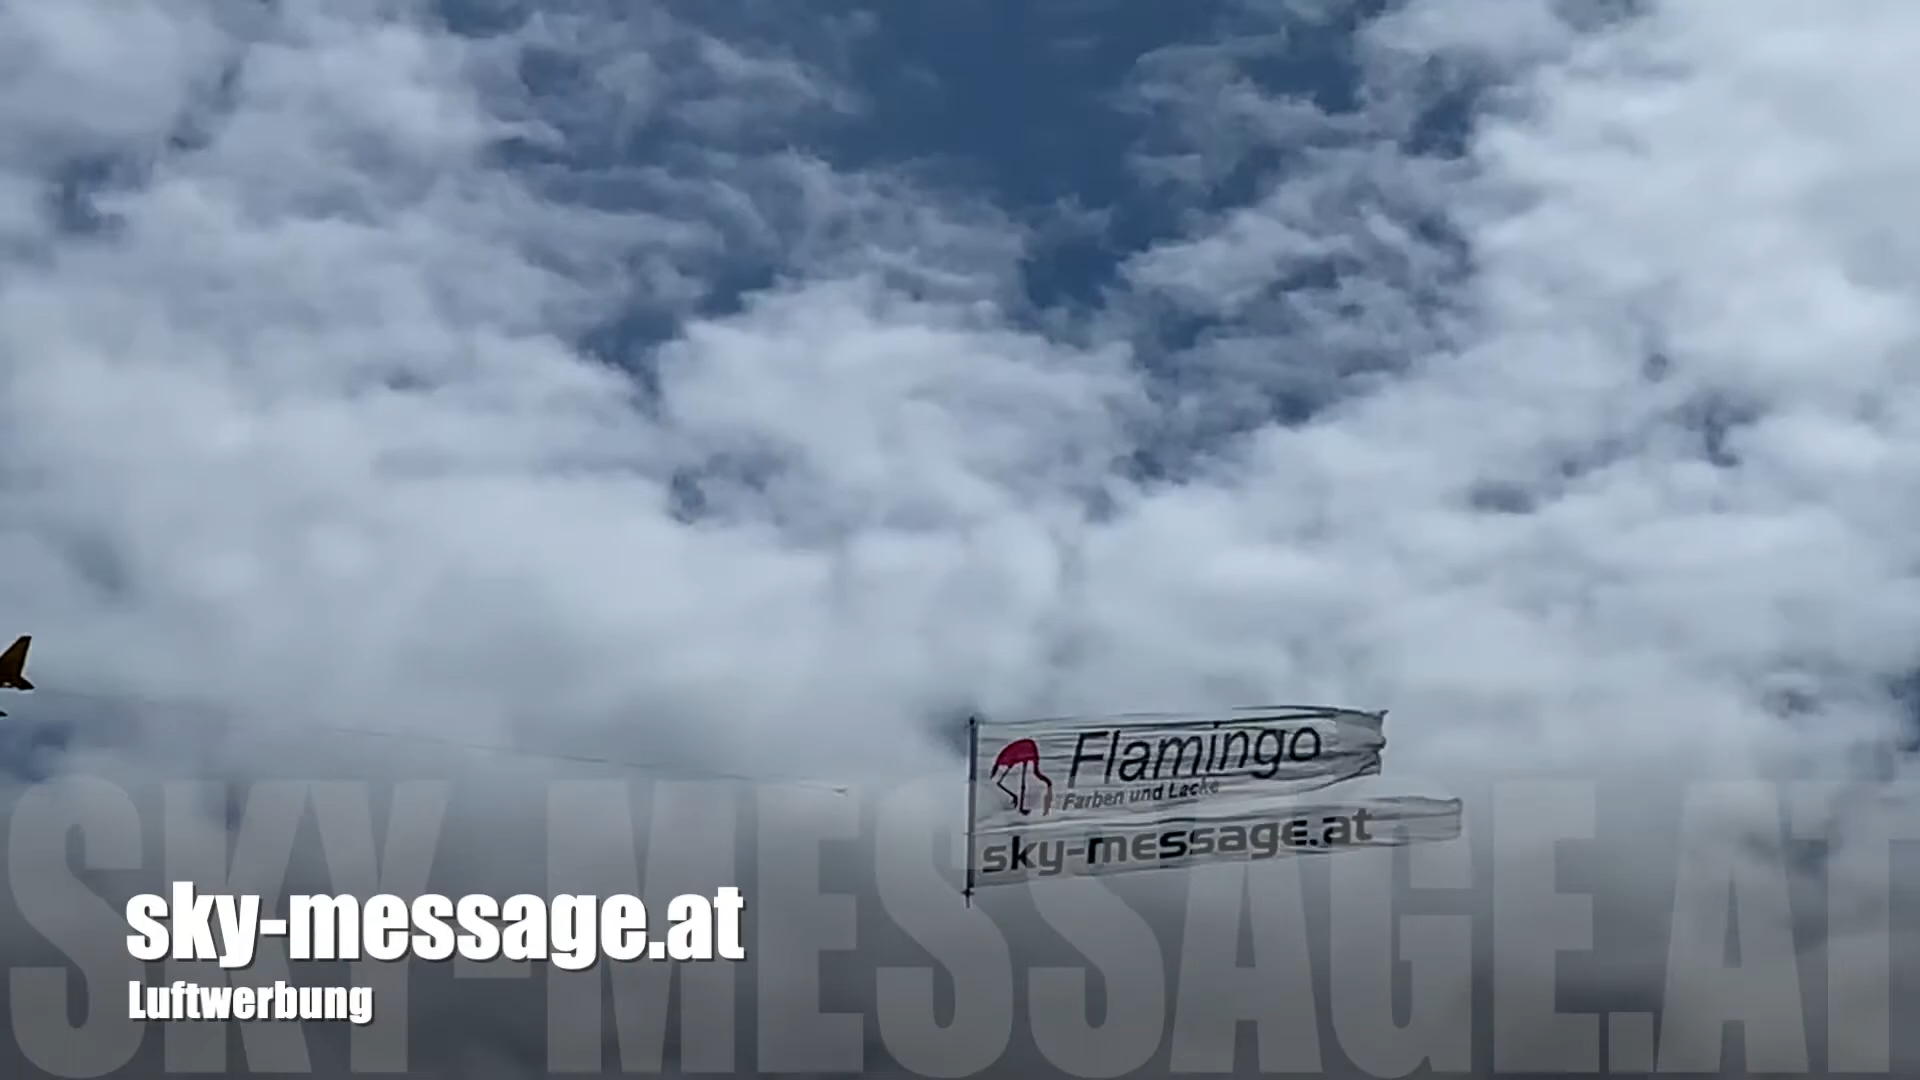 Flamingo
Farben und Lacke
sky-message.at
SKY-MESSAGE.AT
sky-message.at
Luftwerbung